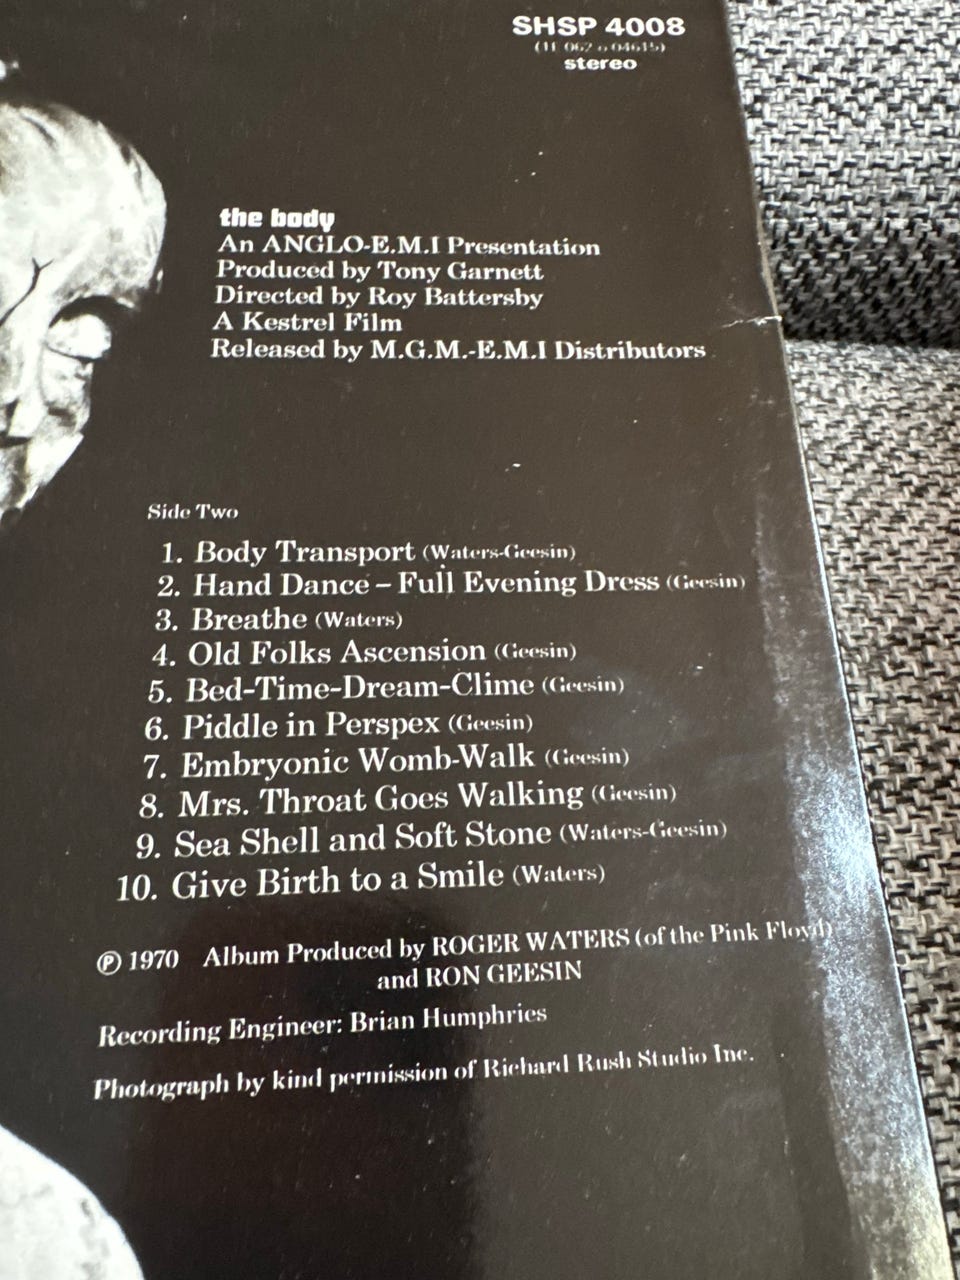 SHSP 4008
(1E 062 o 04615)
stereo
the body
An ANGLO-E.M.I Presentation
Produced by Tony Garnett
Directed by Roy Battersby
A Kestrel Film
Released by M.G.M.-E.M.I Distributors
Side Two
1. Body Transport (Waters-Geesin)
2. Hand Dance – Full Evening Dress (Geesin)
3. Breathe (Waters)
4. Old Folks Ascension (Geesin)
5. Bed-Time-Dream-Clime (Geesin)
6. Piddle in Perspex (Geesin)
7. Embryonic Womb-Walk (Geesin)
8. Mrs. Throat Goes Walking (Geesin)
9. Sea Shell and Soft Stone (Waters-Geesin)
10. Give Birth to a Smile (Waters)
℗ 1970 Album Produced by ROGER WATERS (of the Pink Floyd)
and RON GEESIN
Recording Engineer: Brian Humphries
Photograph by kind permission of Richard Rush Studio Inc.